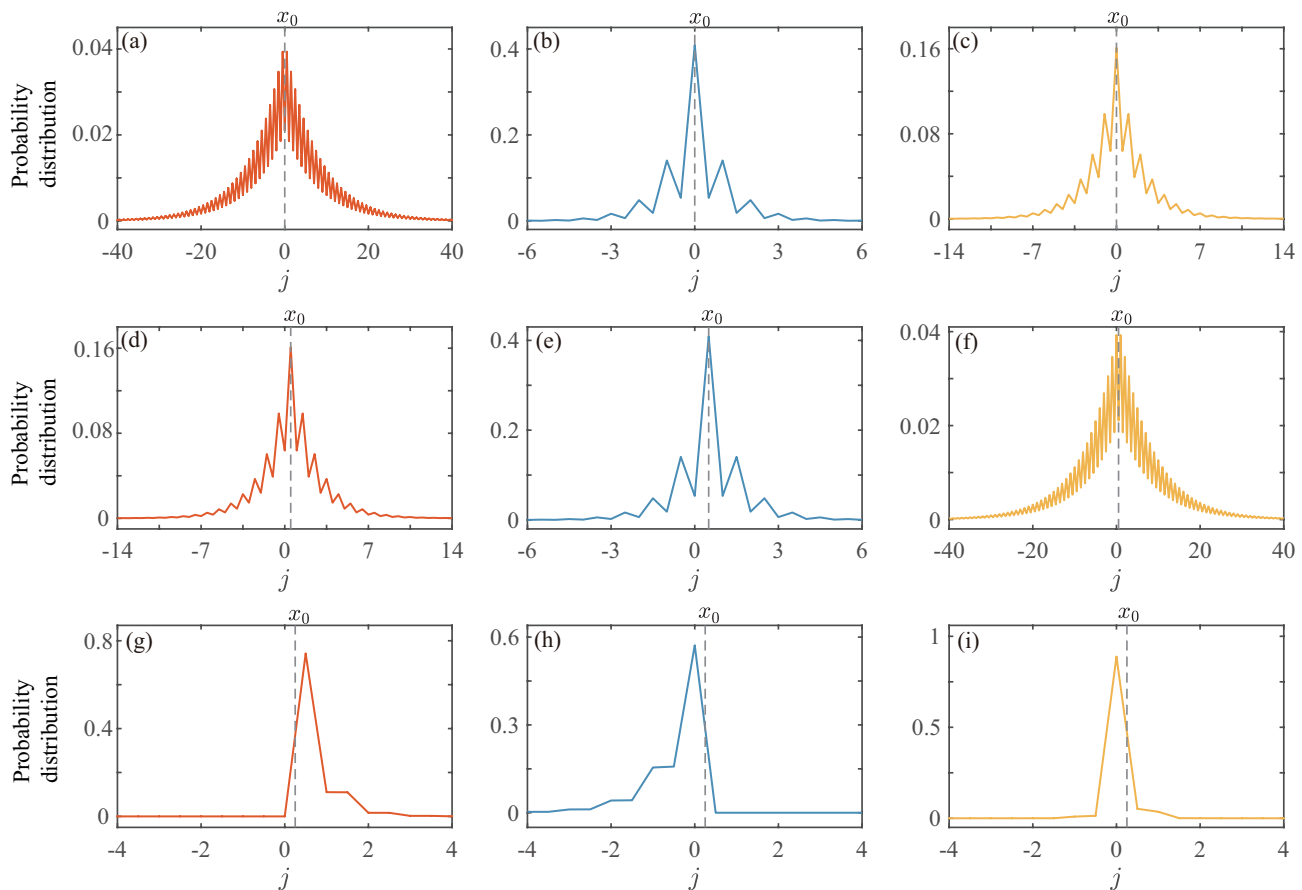 x₀ x₀ x₀
(a) (b) (c)
0.04 0.4 0.16
0.02 0.2 0.08
0 0 0
Probability
distribution
-40 -20 0 20 40 -6 -3 0 3 6 -14 -7 0 7 14
j j j
x₀ x₀ x₀
(d) (e) (f)
0.16 0.4 0.04
0.08 0.2 0.02
0 0 0
Probability
distribution
-14 -7 0 7 14 -6 -3 0 3 6 -40 -20 0 20 40
j j j
x₀ x₀ x₀
(g) (h) (i)
0.8 0.6 1
0.4 0.3 0.5
0 0 0
Probability
distribution
-4 -2 0 2 4 -4 -2 0 2 4 -4 -2 0 2 4
j j j